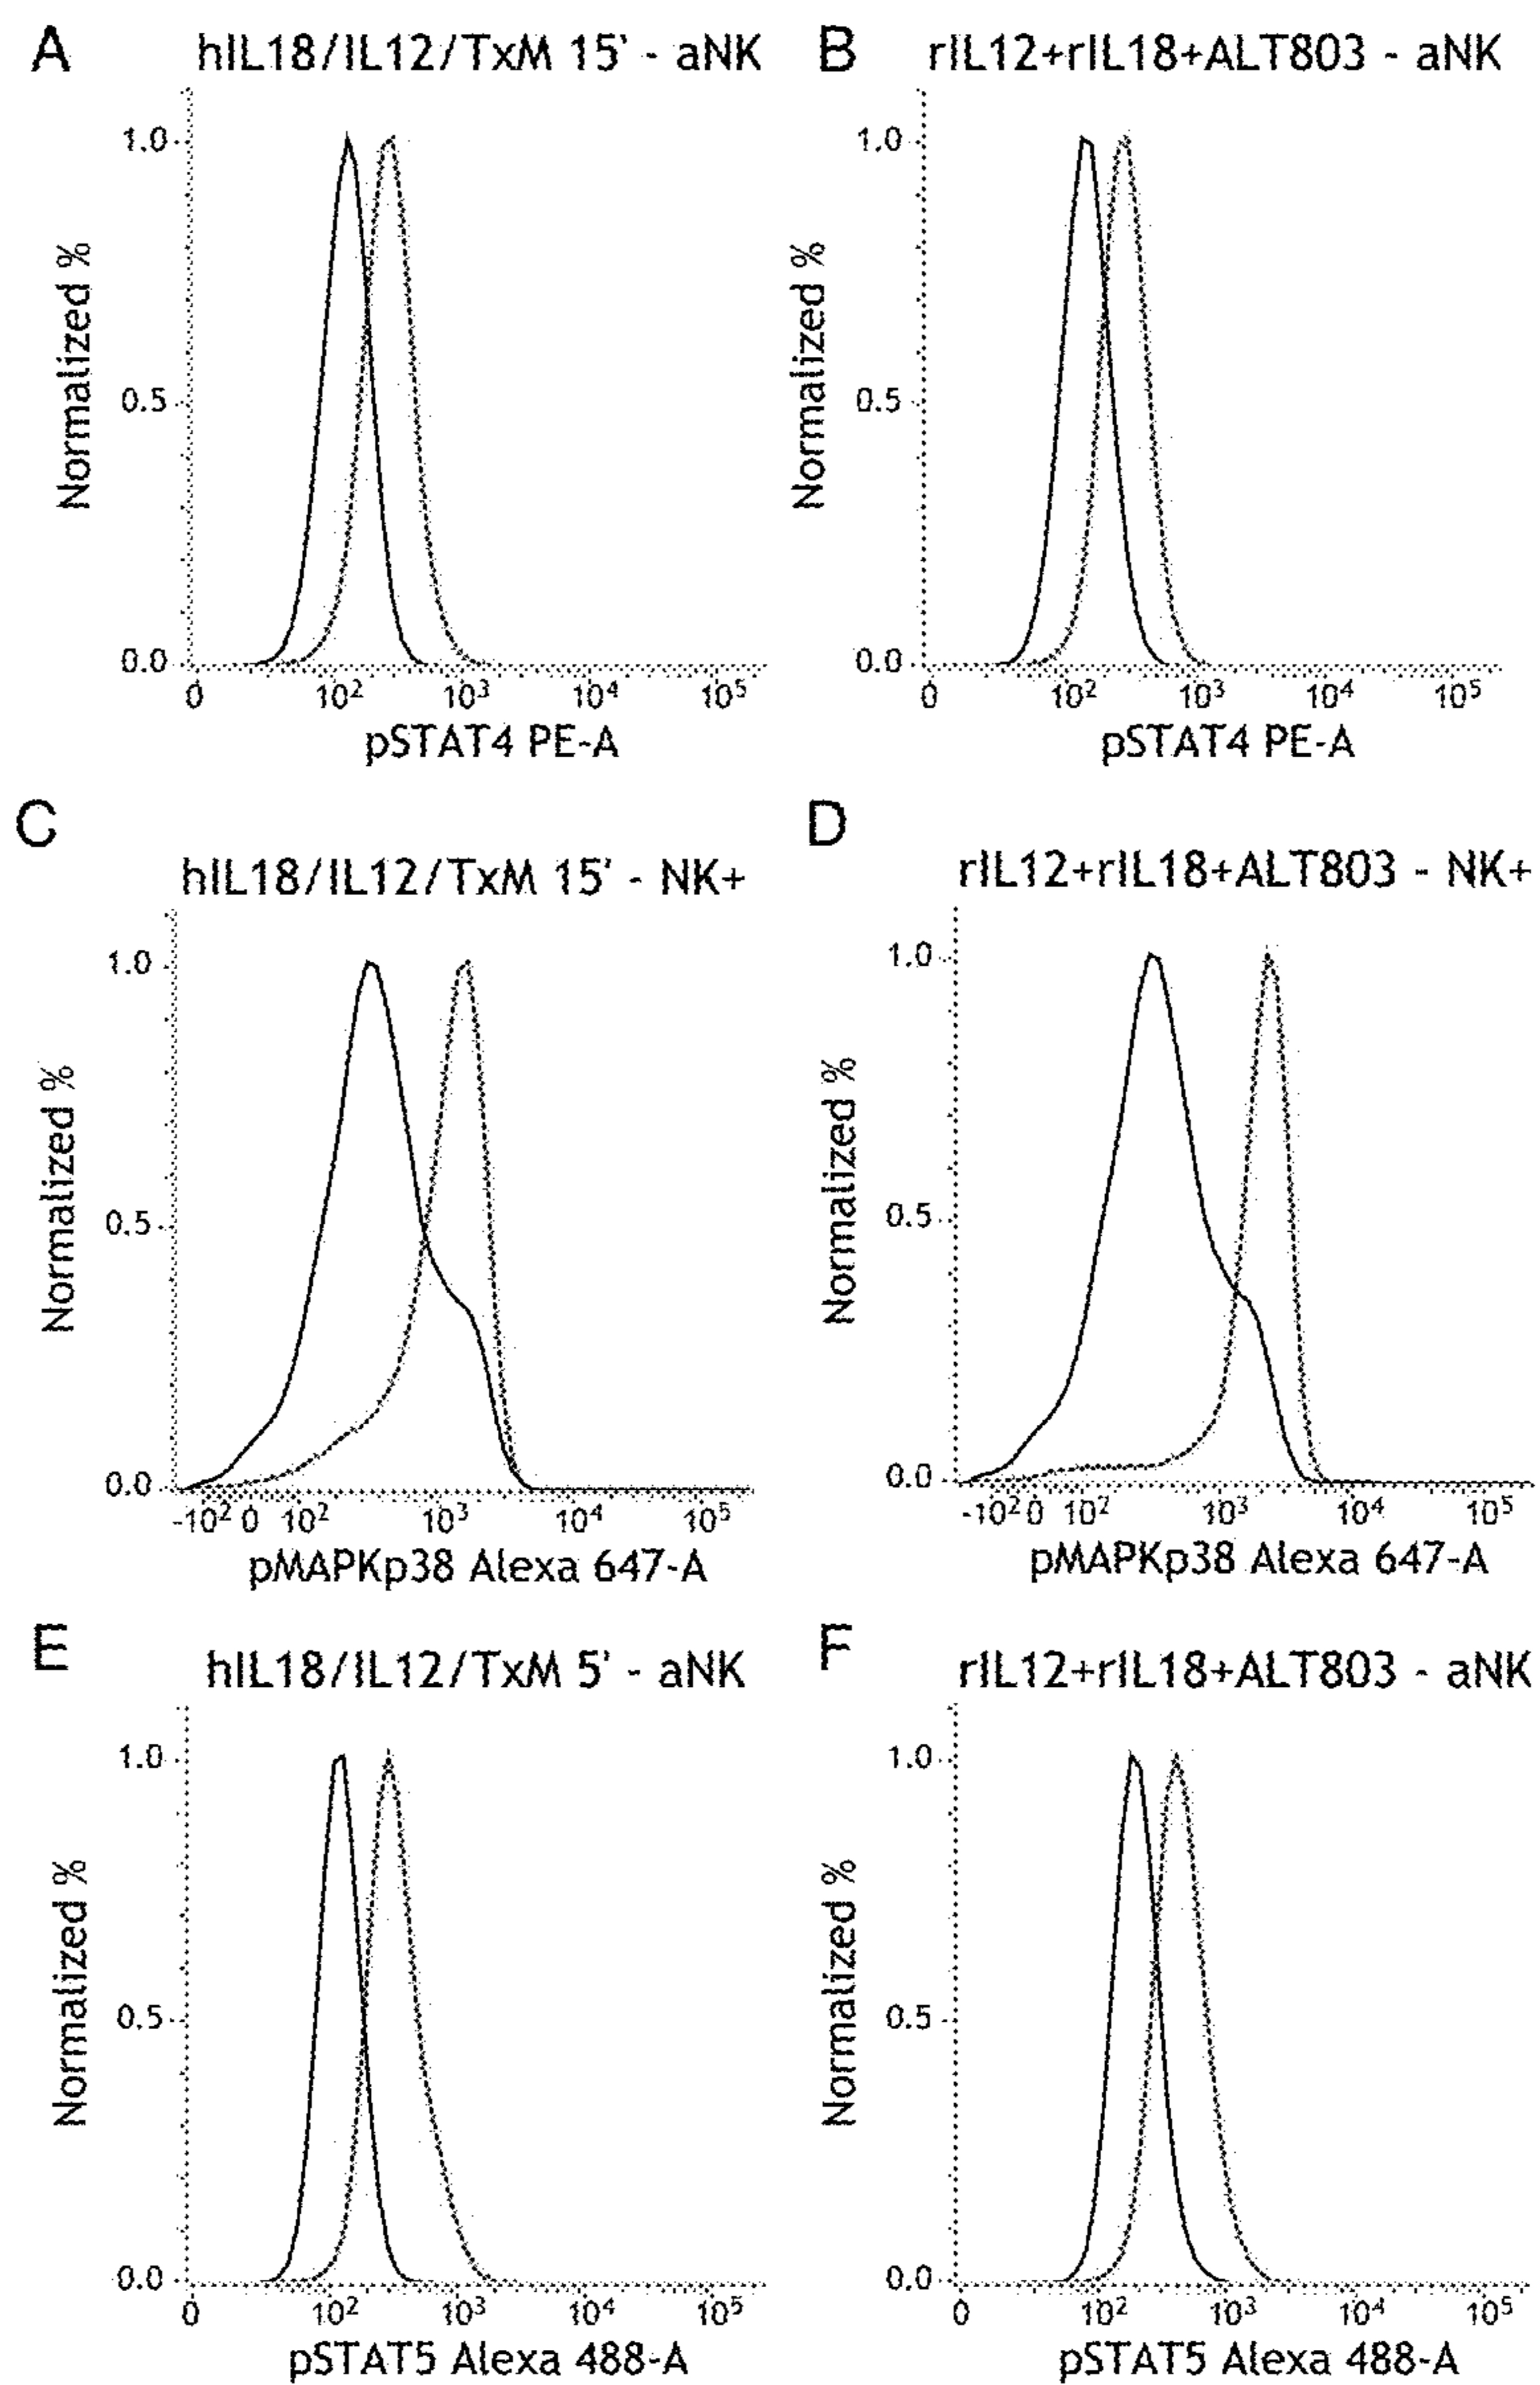 A hIL18/IL12/TxM 15' - aNK
B rIL12+rIL18+ALT803 - aNK
Normalized %
1.0
0.5
0.0
0 10² 10³ 10⁴ 10⁵
pSTAT4 PE-A
Normalized %
1.0
0.5
0.0
0 10² 10³ 10⁴ 10⁵
pSTAT4 PE-A
C
hIL18/IL12/TxM 15' - NK+
D
rIL12+rIL18+ALT803 - NK+
Normalized %
1.0
0.5
0.0
-10² 0 10² 10³ 10⁴ 10⁵
pMAPKp38 Alexa 647-A
Normalized %
1.0
0.5
0.0
-10² 0 10² 10³ 10⁴ 10⁵
pMAPKp38 Alexa 647-A
E
hIL18/IL12/TxM 5' - aNK
F
rIL12+rIL18+ALT803 - aNK
Normalized %
1.0
0.5
0.0
0 10² 10³ 10⁴ 10⁵
pSTAT5 Alexa 488-A
Normalized %
1.0
0.5
0.0
0 10² 10³ 10⁴ 10⁵
pSTAT5 Alexa 488-A